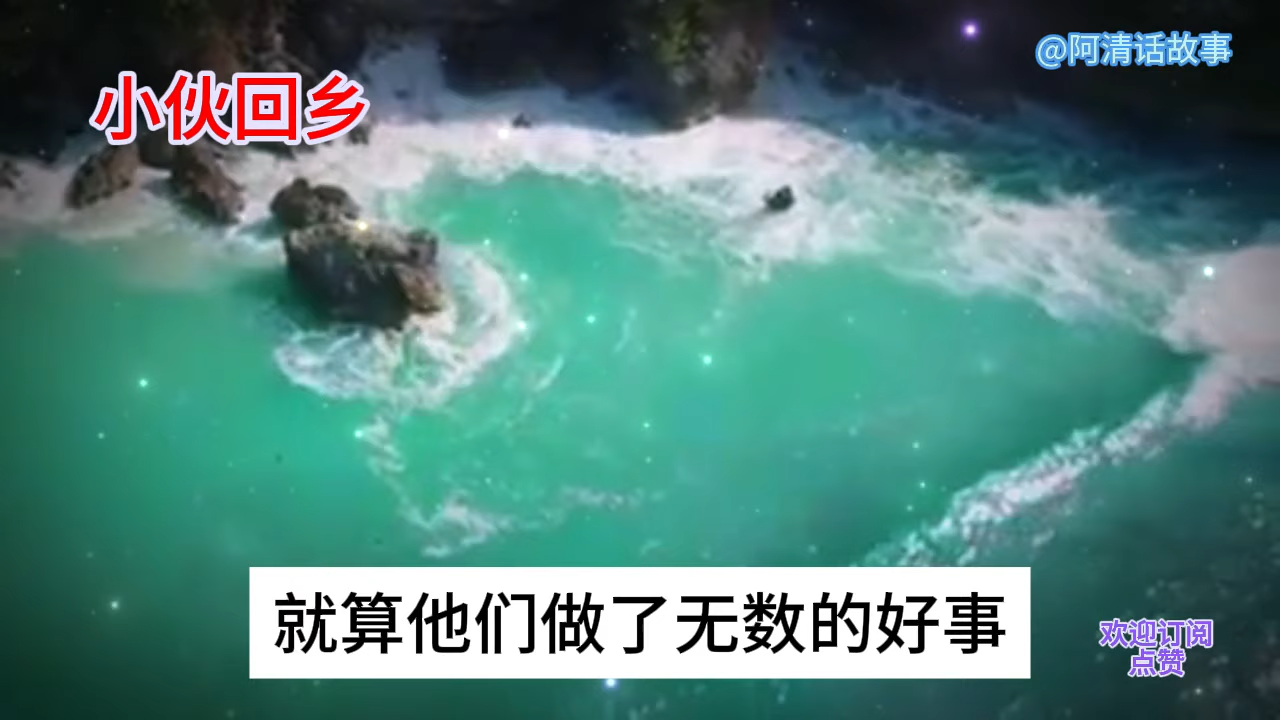 @阿清话故事
小伙回乡
就算他们做了无数的好事
欢迎订阅
点赞